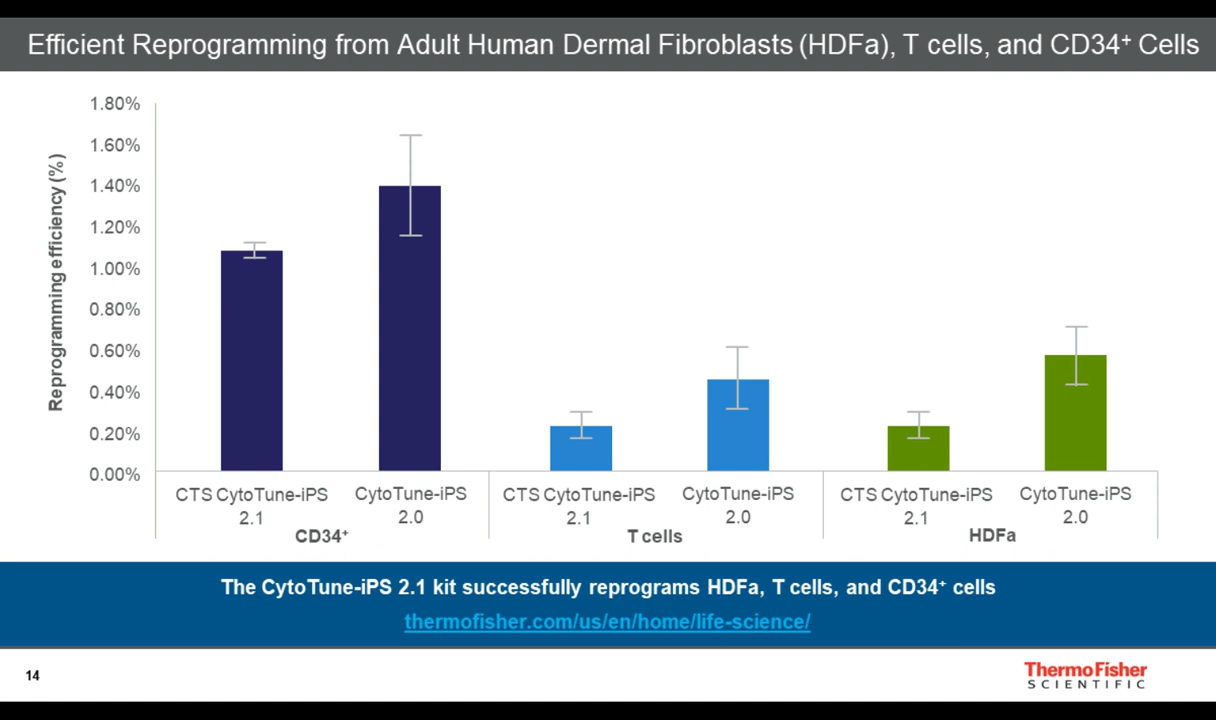 Efficient Reprogramming from Adult Human Dermal Fibroblasts (HDFa), T cells, and CD34⁺ Cells
Reprogramming efficiency (%)
1.80%
1.60%
1.40%
1.20%
1.00%
0.80%
0.60%
0.40%
0.20%
0.00%
CTS CytoTune-iPS
2.1
CytoTune-iPS
2.0
CD34⁺
CTS CytoTune-iPS
2.1
CytoTune-iPS
2.0
T cells
CTS CytoTune-iPS
2.1
CytoTune-iPS
2.0
HDFa
The CytoTune-iPS 2.1 kit successfully reprograms HDFa, T cells, and CD34⁺ cells
thermofisher.com/us/en/home/life-science/
14
ThermoFisher
SCIENTIFIC